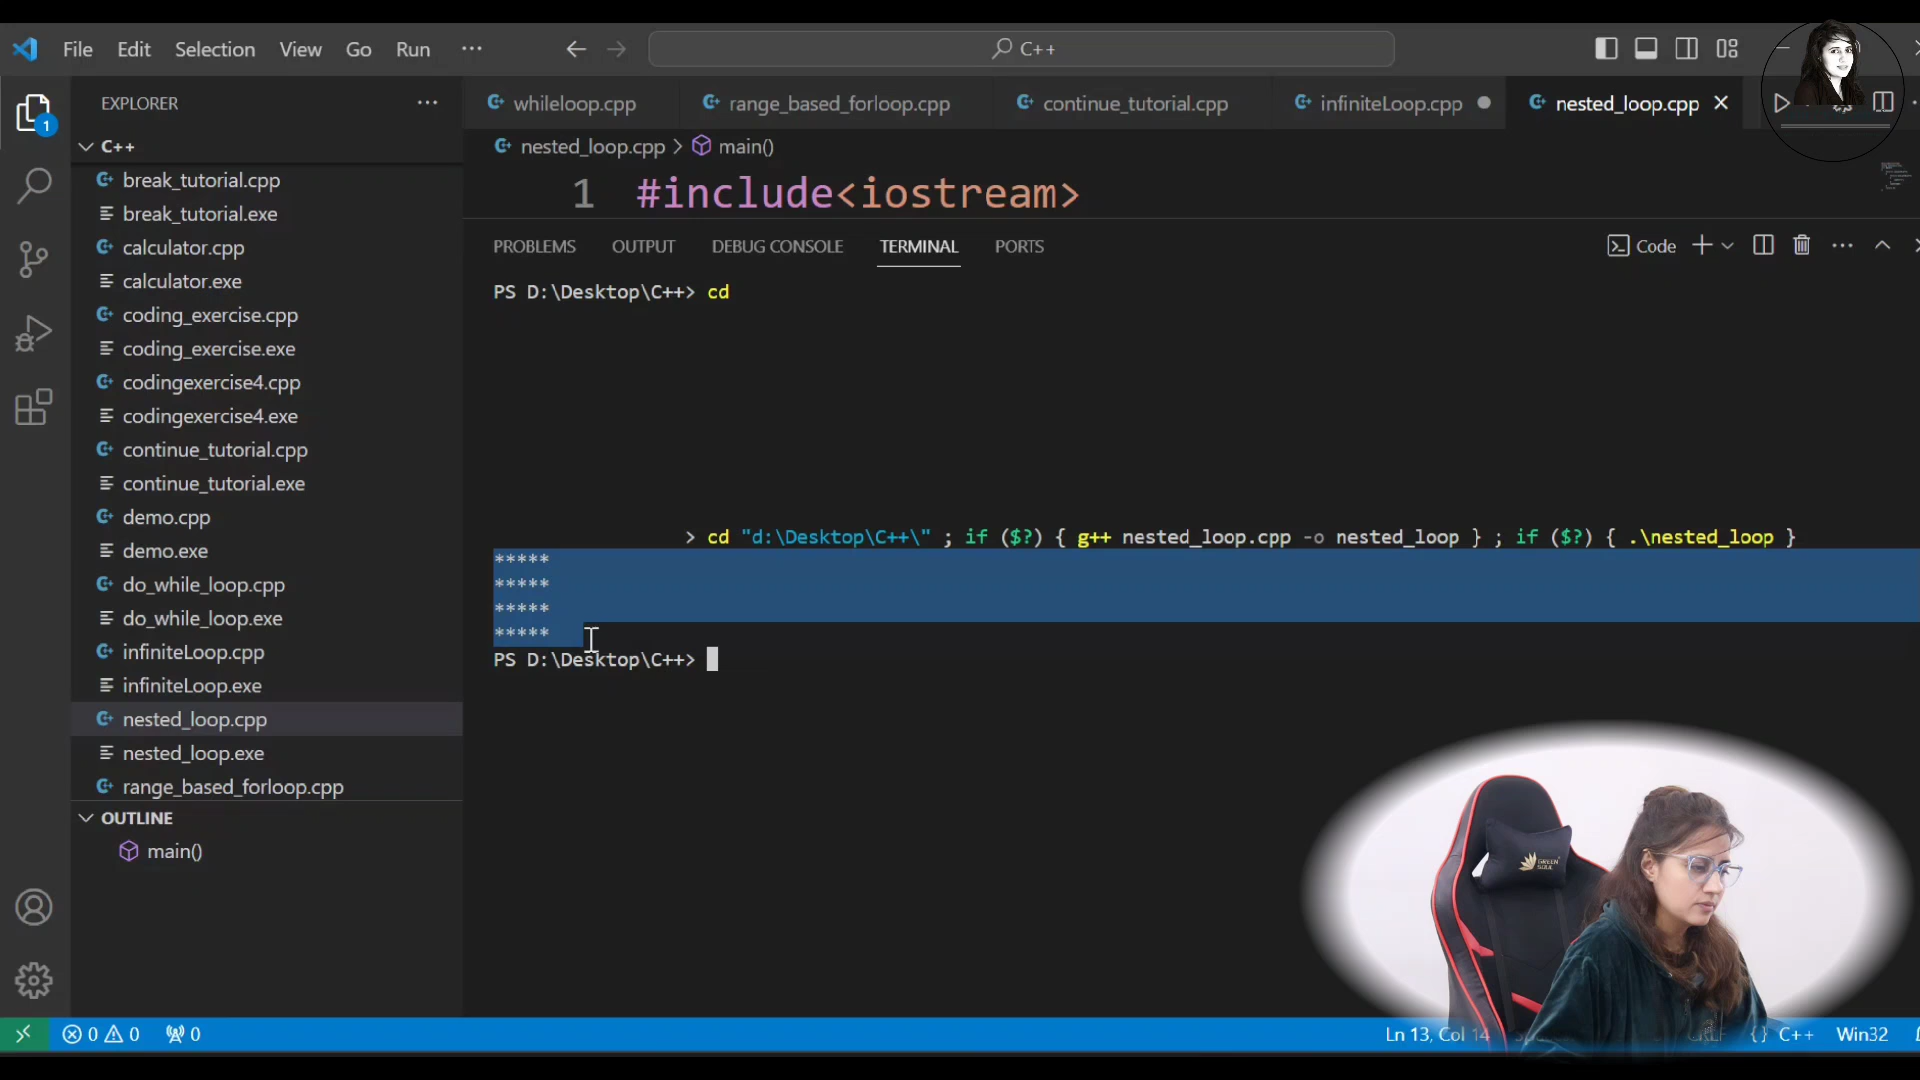 File Edit Selection View Go Run ···
C++
EXPLORER ···
whileloop.cpp range_based_forloop.cpp continue_tutorial.cpp infiniteLoop.cpp nested_loop.cpp
1
C++
nested_loop.cpp > main()
break_tutorial.cpp
break_tutorial.exe
calculator.cpp
calculator.exe
coding_exercise.cpp
coding_exercise.exe
codingexercise4.cpp
codingexercise4.exe
continue_tutorial.cpp
continue_tutorial.exe
demo.cpp
demo.exe
do_while_loop.cpp
do_while_loop.exe
infiniteLoop.cpp
infiniteLoop.exe
nested_loop.cpp
nested_loop.exe
range_based_forloop.cpp
OUTLINE
main()
1 #include<iostream>
PROBLEMS OUTPUT DEBUG CONSOLE TERMINAL PORTS
Code
PS D:\Desktop\C++> cd
> cd "d:\Desktop\C++\" ; if ($?) { g++ nested_loop.cpp -o nested_loop } ; if ($?) { .\nested_loop }
*****
*****
*****
*****
PS D:\Desktop\C++>
GREEN
SOUL
0 0 0
Ln 13, Col 14 {} C++ Win32